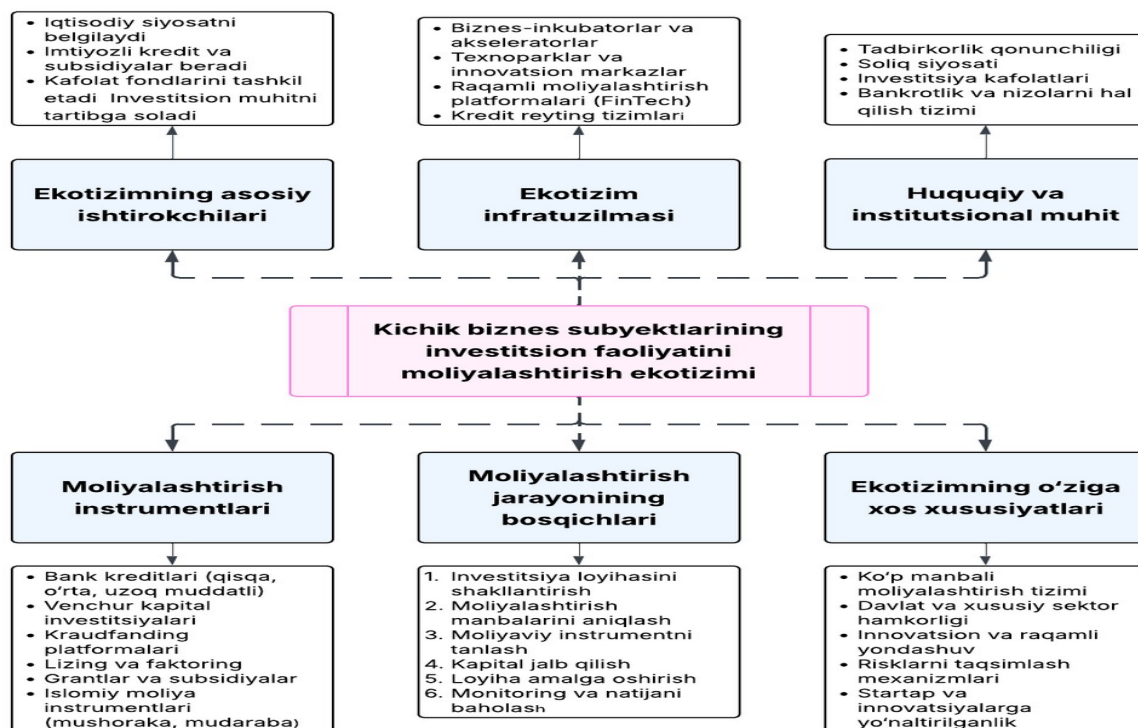 • Iqtisodiy siyosatni
belgilaydi
• Imtiyozli kredit va
subsidiyalar beradi
• Kafolat fondlarini tashkil
etadi Investitsion muhitni
tartibga soladi
• Biznes-inkubatorlar va
akseleratorlar
• Texnoparklar va
innovatsion markazlar
• Raqamli moliyalashtirish
platformalari (FinTech)
• Kredit reyting tizimlari
• Tadbirkorlik qonunchiligi
• Soliq siyosati
• Investitsiya kafolatlari
• Bankrotlik va nizolarni hal
qilish tizimi
Ekotizimning asosiy
ishtirokchilari
Ekotizim
infratuzilmasi
Huquqiy va
institutsional muhit
Kichik biznes subyektlarining
investitsion faoliyatini
moliyalashtirish ekotizimi
Moliyalashtirish
instrumentlari
Moliyalashtirish
jarayonining
bosqichlari
Ekotizimning o‘ziga
xos xususiyatlari
• Bank kreditlari (qisqa,
o‘rta, uzoq muddatli)
• Venchur kapital
investitsiyalari
• Kraudfanding
platformalari
• Lizing va faktoring
• Grantlar va subsidiyalar
• Islomiy moliya
instrumentlari
(mushoraka, mudaraba)
1. Investitsiya loyihasini
shakllantirish
2. Moliyalashtirish
manbalarini aniqlash
3. Moliyaviy instrumentni
tanlash
4. Kapital jalb qilish
5. Loyiha amalga oshirish
6. Monitoring va natijani
baholash
• Ko‘p manbali
moliyalashtirish tizimi
• Davlat va xususiy sektor
hamkorligi
• Innovatsion va raqamli
yondashuv
• Risklarni taqsimlash
mexanizmlari
• Startap va
innovatsiyalarga
yo‘naltirilganlik